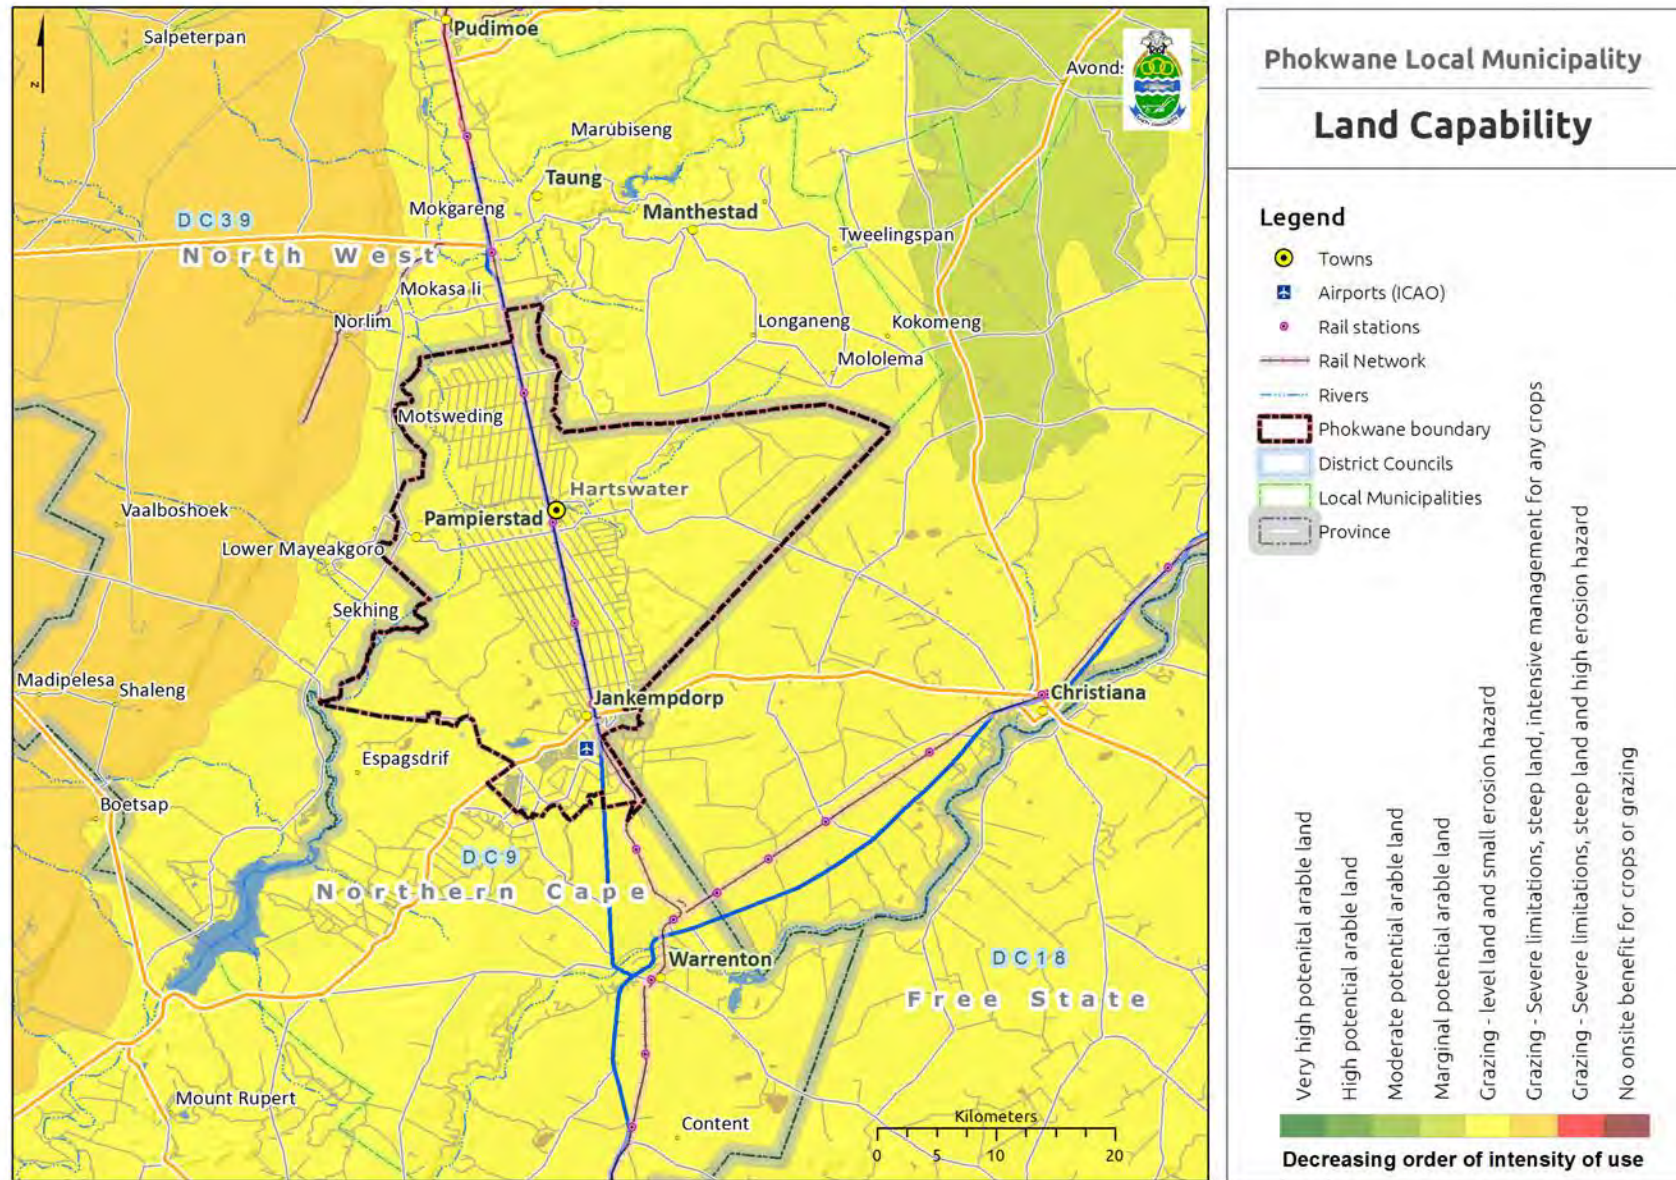 Pudimoe
Salpeterpan
Avonds
N
Marubiseng
Taung
Mokgareng
Manthestad
DC39
Tweelingspan
North West
Mokasa Ii
Norlim
Longaneng
Kokomeng
Mololema
Motsweding
Hartswater
Vaalboshoek
Pampierstad
Lower Mayeakgoro
Sekhing
Madipelesa
Shaleng
Jankempdorp
Christiana
Espagsdrif
Boetsap
DC9
Northern Cape
Warrenton
DC18
Free State
Mount Rupert
Content
Kilometers
0 5 10 20
Phokwane Local Municipality
Land Capability
Legend
Towns
Airports (ICAO)
Rail stations
Rail Network
Rivers
Phokwane boundary
District Councils
Local Municipalities
Province
Very high potenital arable land
High potential arable land
Moderate potential arable land
Marginal potential arable land
Grazing - level land and small erosion hazard
Grazing - Severe limitations, steep land, intensive management for any crops
Grazing - Severe limitations, steep land and high erosion hazard
No onsite benefit for crops or grazing
Decreasing order of intensity of use